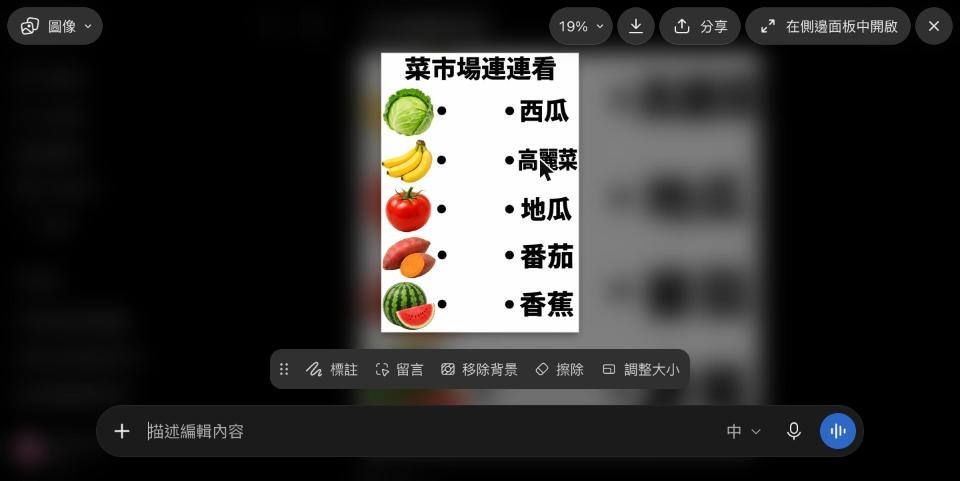 圖像
19%
分享
在側邊面板中開啟
菜市場連連看
西瓜
高麗菜
地瓜
番茄
香蕉
標註
留言
移除背景
擦除
調整大小
描述編輯內容
中